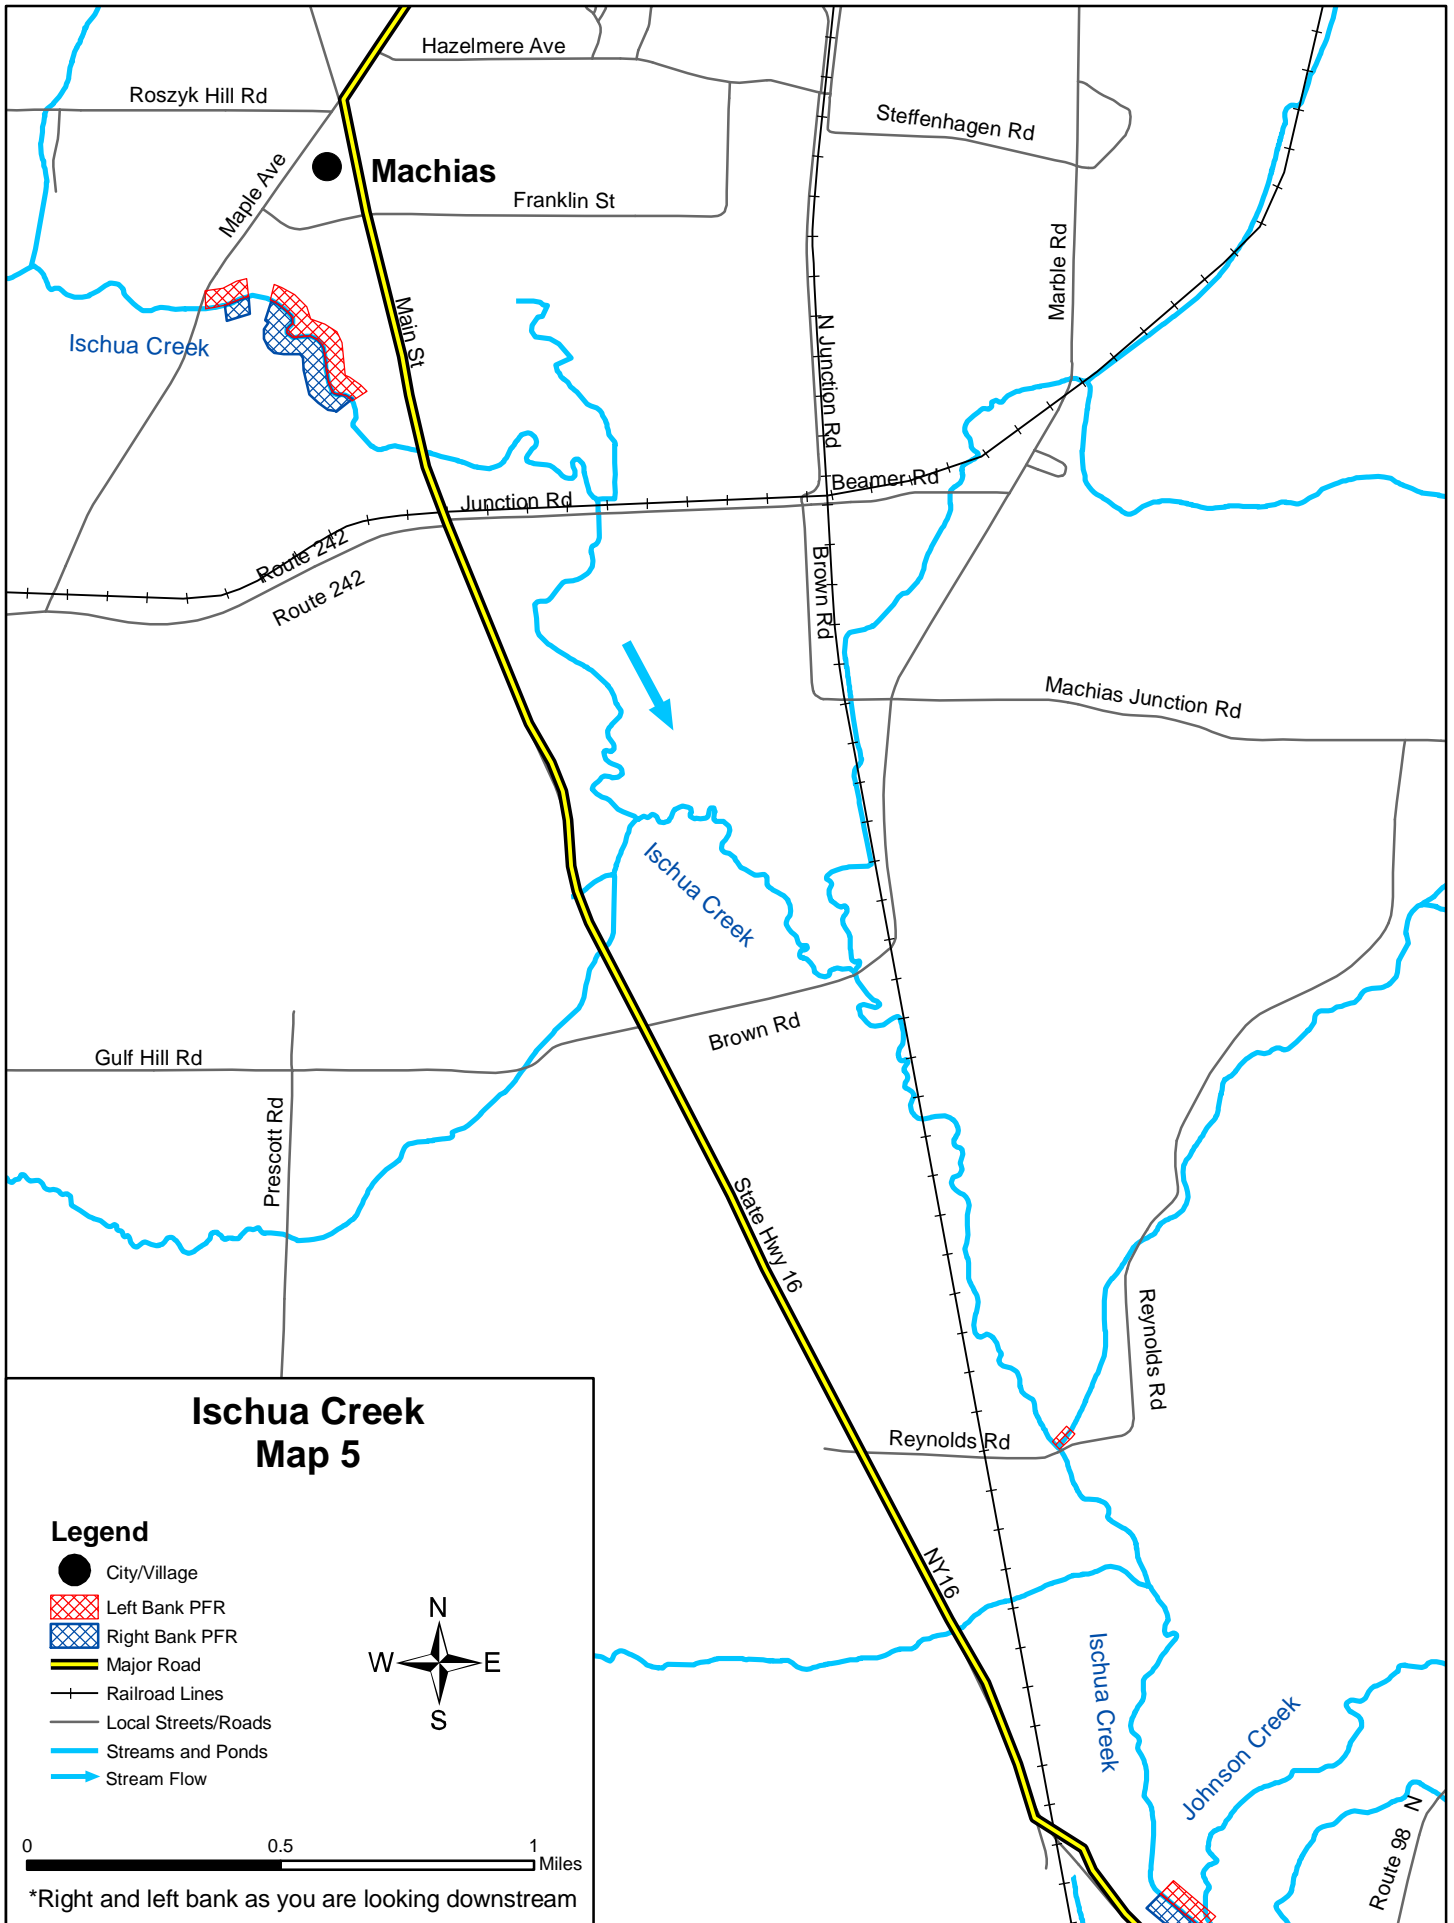 Hazelmere Ave
Roszyk Hill Rd
Steffenhagen Rd
Machias
Maple Ave
Franklin St
Marble Rd
Main St
Ischua Creek
N Junction Rd
Beamer Rd
Junction Rd
Route 242
Route 242
Brown Rd
Machias Junction Rd
Ischua Creek
Brown Rd
Gulf Hill Rd
Prescott Rd
State Hwy 16
Reynolds Rd
Reynolds Rd
NY16
Ischua Creek
Johnson Creek
Route 98 N
Ischua Creek
Map 5
Legend
City/Village
Left Bank PFR
Right Bank PFR
Major Road
Railroad Lines
Local Streets/Roads
Streams and Ponds
Stream Flow
N
W E
S
0 0.5 1
Miles
*Right and left bank as you are looking downstream